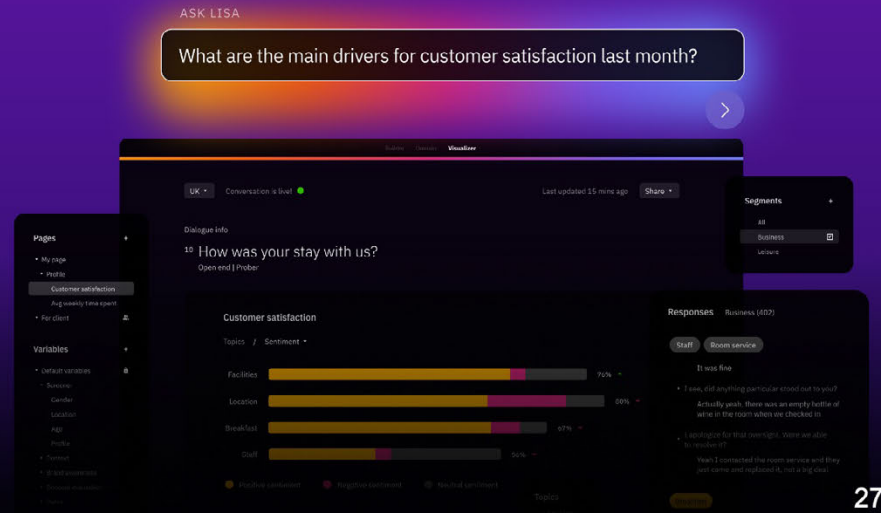 ASK LISA
What are the main drivers for customer satisfaction last month?
Visualizer
UK
Conversation is live!
Last updated 15 mins ago
Share
Dialogue info
10 How was your stay with us?
Open end | Prober
Segments +
All
Business
Leisure
Pages +
My page
Profile
Customer satisfaction
Avg weekly time spent
For client
Variables +
Default variables
Screener
Gender
Location
Age
Profile
Customer satisfaction
Topics / Sentiment
Facilities 76%
Location 80%
Breakfast 67%
Staff 56%
Positive sentiment Negative sentiment Neutral sentiment
Topics
Responses Business (402)
Staff Room service
It was fine
I see, did anything particular stood out to you?
Actually yeah, there was an empty bottle of
wine in the room when we checked in
I apologize for that oversight. Were we able
to resolve it?
Yeah I contacted the room service and they
just came and replaced it, not a big deal
27